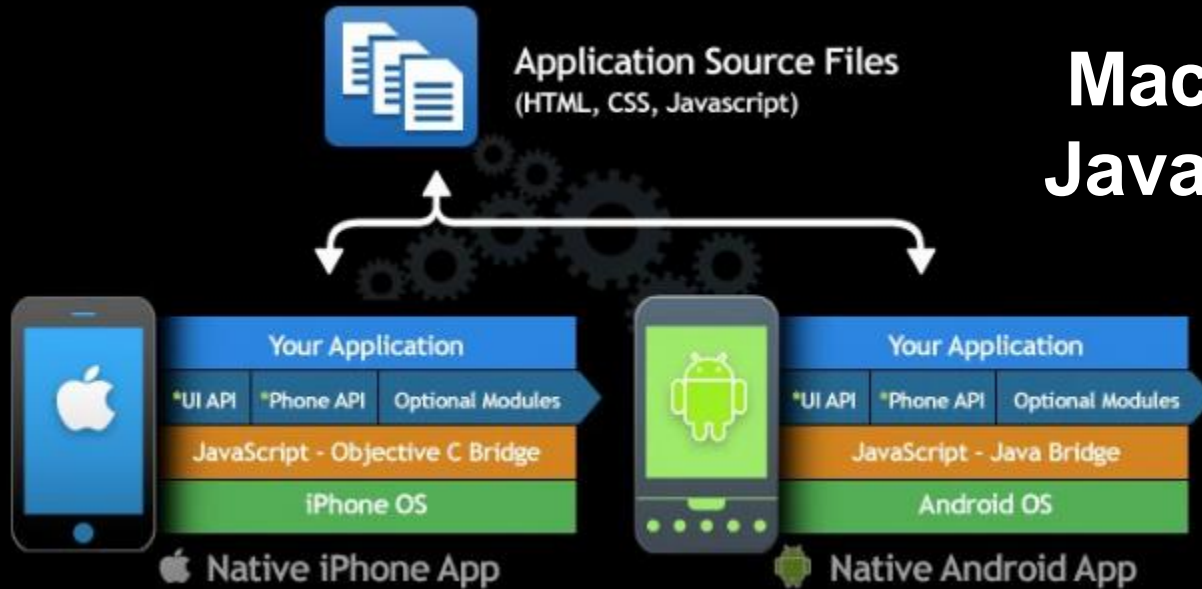 Application Source Files
(HTML, CSS, Javascript)
Mac
Java
Your Application
*UI API
*Phone API
Optional Modules
JavaScript - Objective C Bridge
iPhone OS
Native iPhone App
Your Application
*UI API
*Phone API
Optional Modules
JavaScript - Java Bridge
Android OS
Native Android App